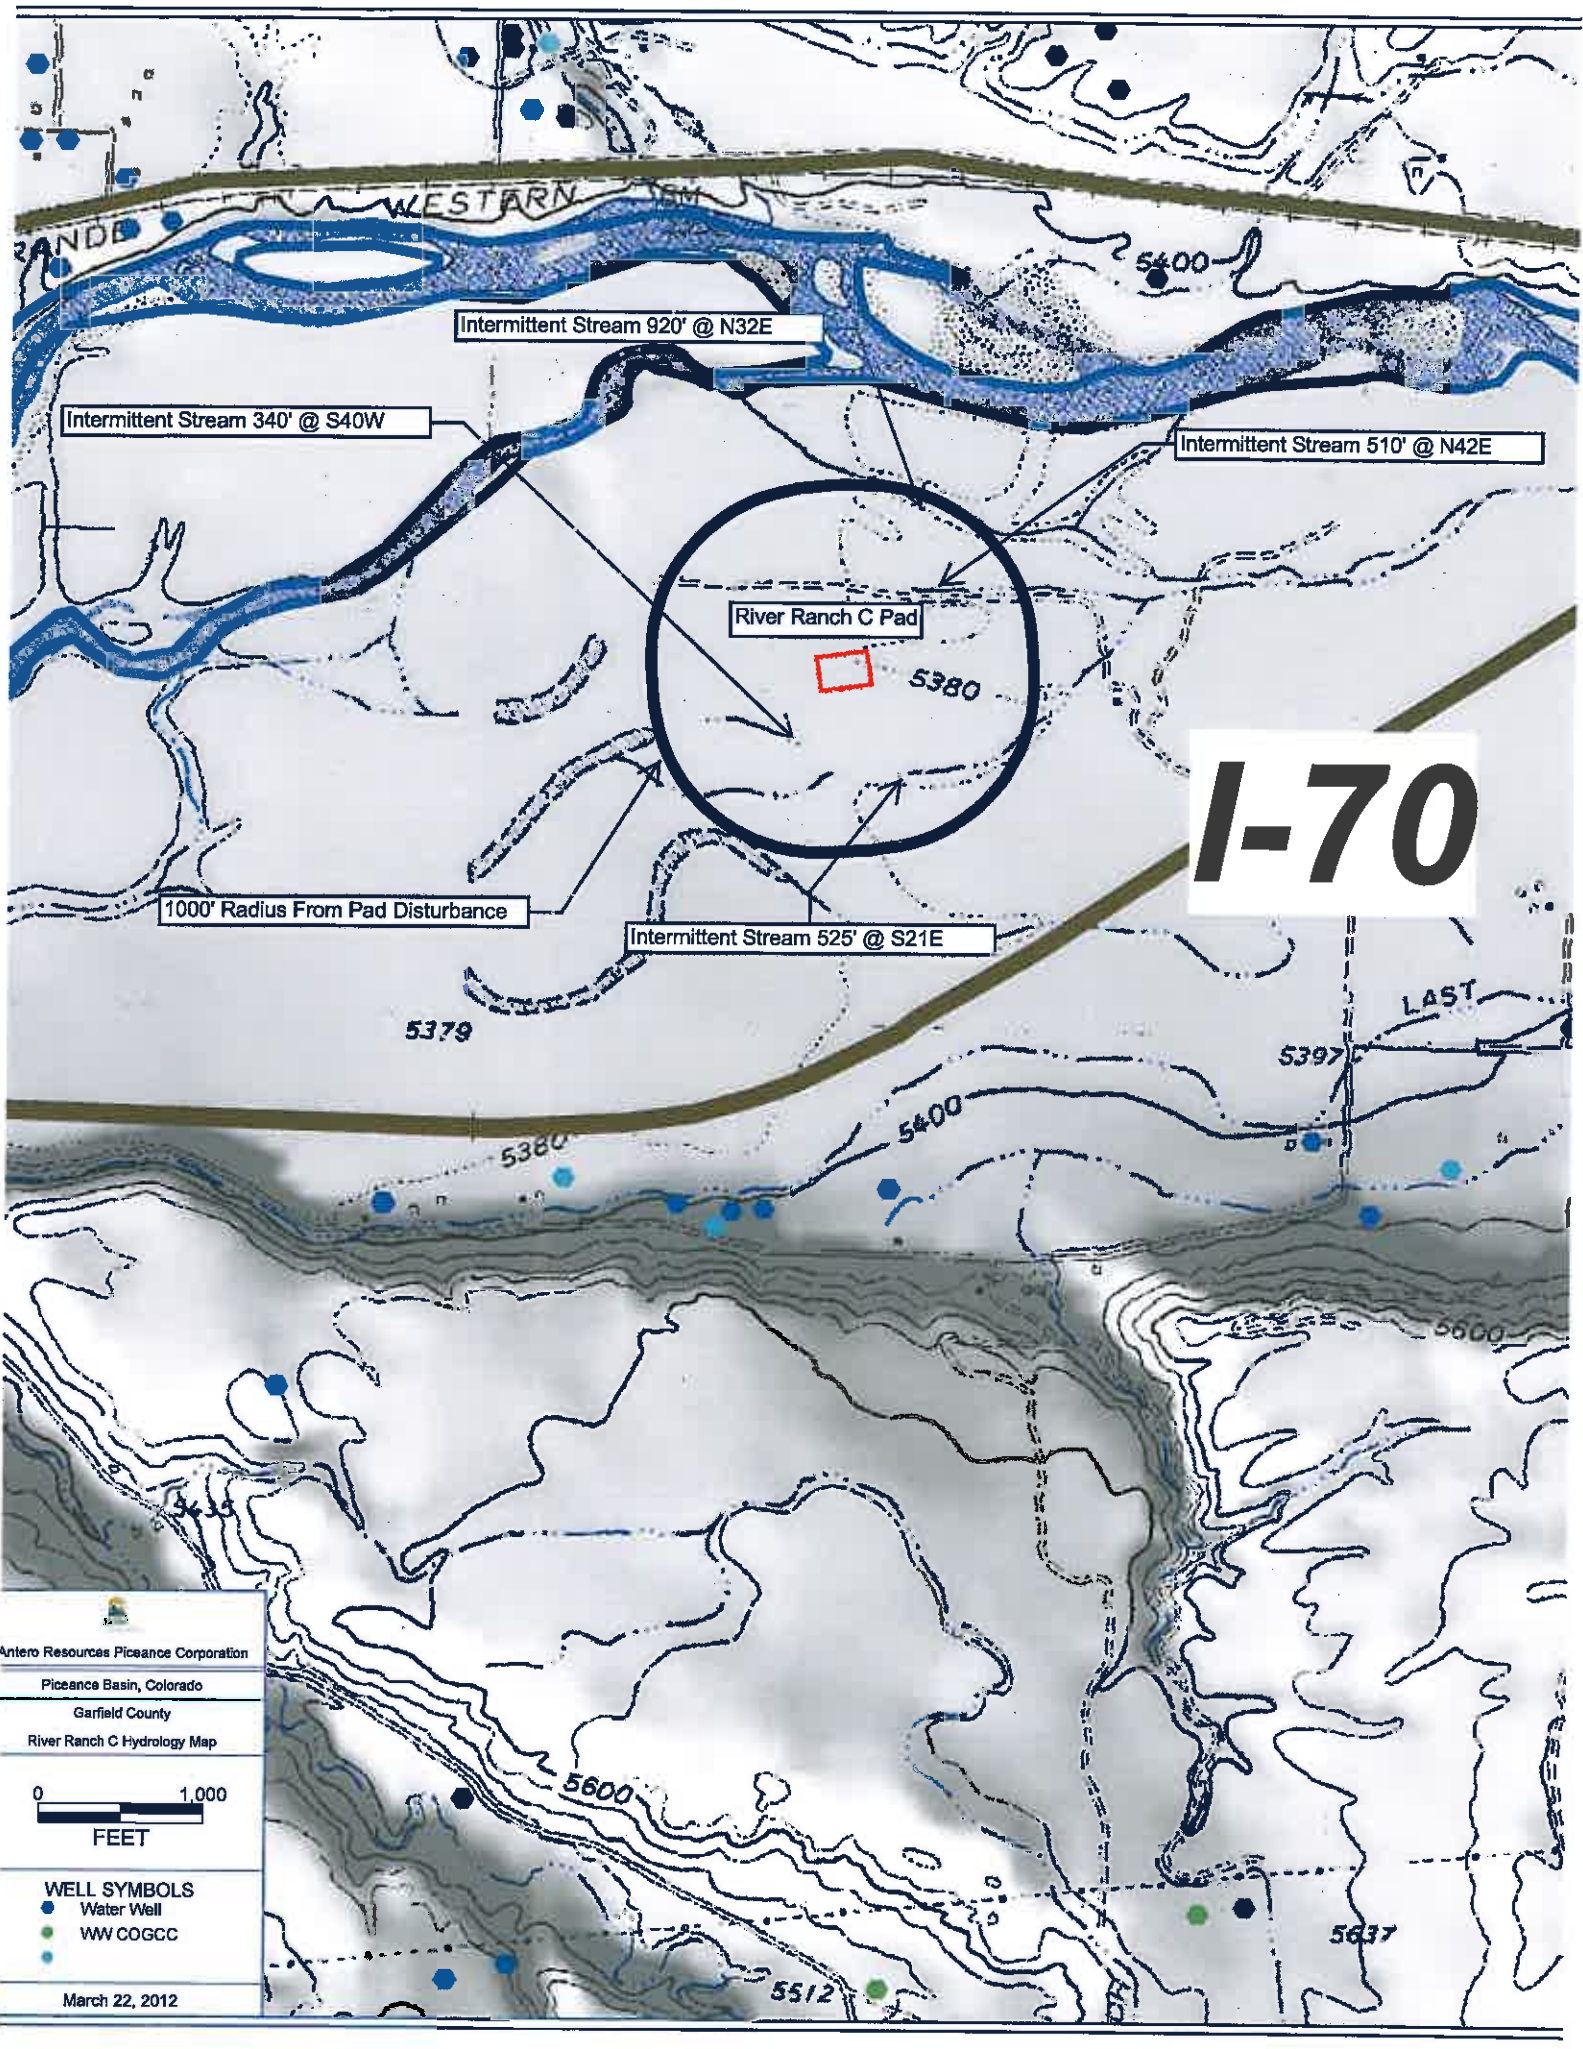 WESTERN
BM
RANDE
5400
Intermittent Stream 920' @ N32E
Intermittent Stream 340' @ S40W
Intermittent Stream 510' @ N42E
River Ranch C Pad
5380
I-70
1000' Radius From Pad Disturbance
Intermittent Stream 525' @ S21E
LAST
5379
5397
5400
5380
5600
5435
Antero Resources Piceance Corporation
Piceance Basin, Colorado
Garfield County
River Ranch C Hydrology Map
0 1,000
FEET
5600
WELL SYMBOLS
Water Well
WW COGCC
5637
5512
March 22, 2012